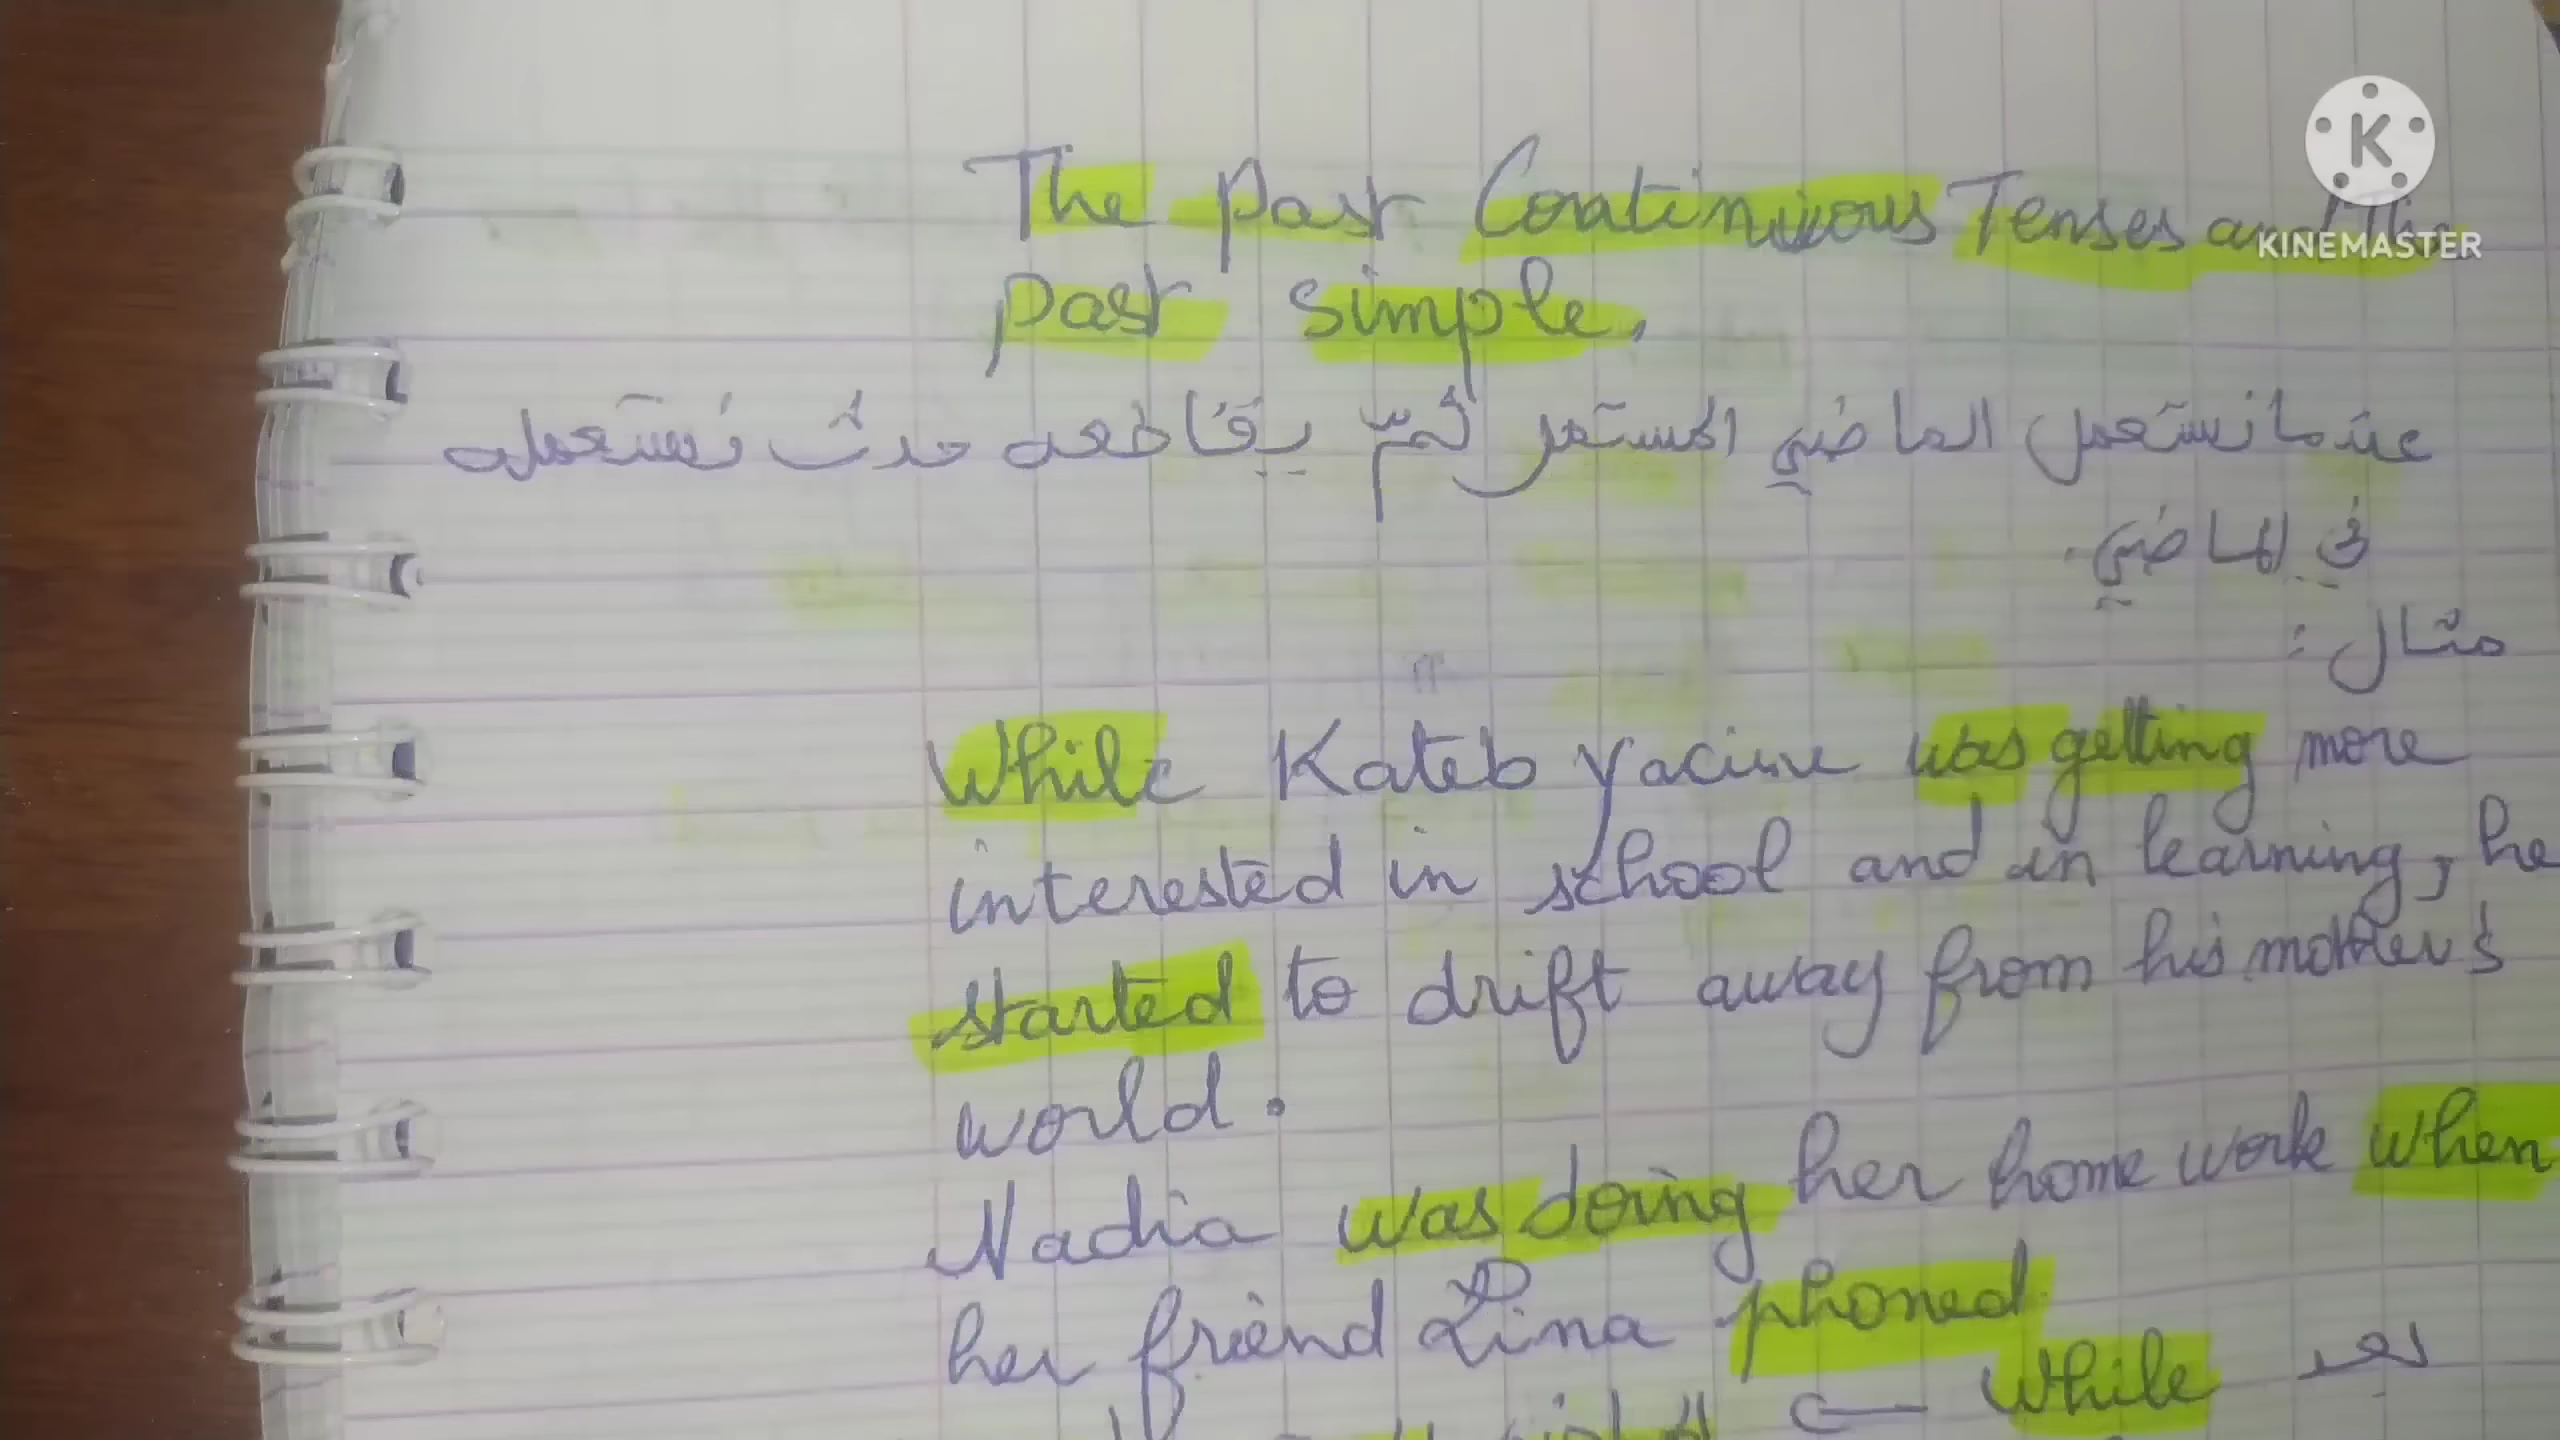 The past Continuous Tenses and The
KINEMASTER
past simple.
عندما نستعمل الماضي المستمر ثمّ يقاطعه حدث نستعمله
في الماضي.
مثال :
While Kateb Yacine was getting more
interested in school and in learning, he
started to drift away from his mother's
world.
Nadia was doing her home work when
her friend Lina phoned.
بعد While